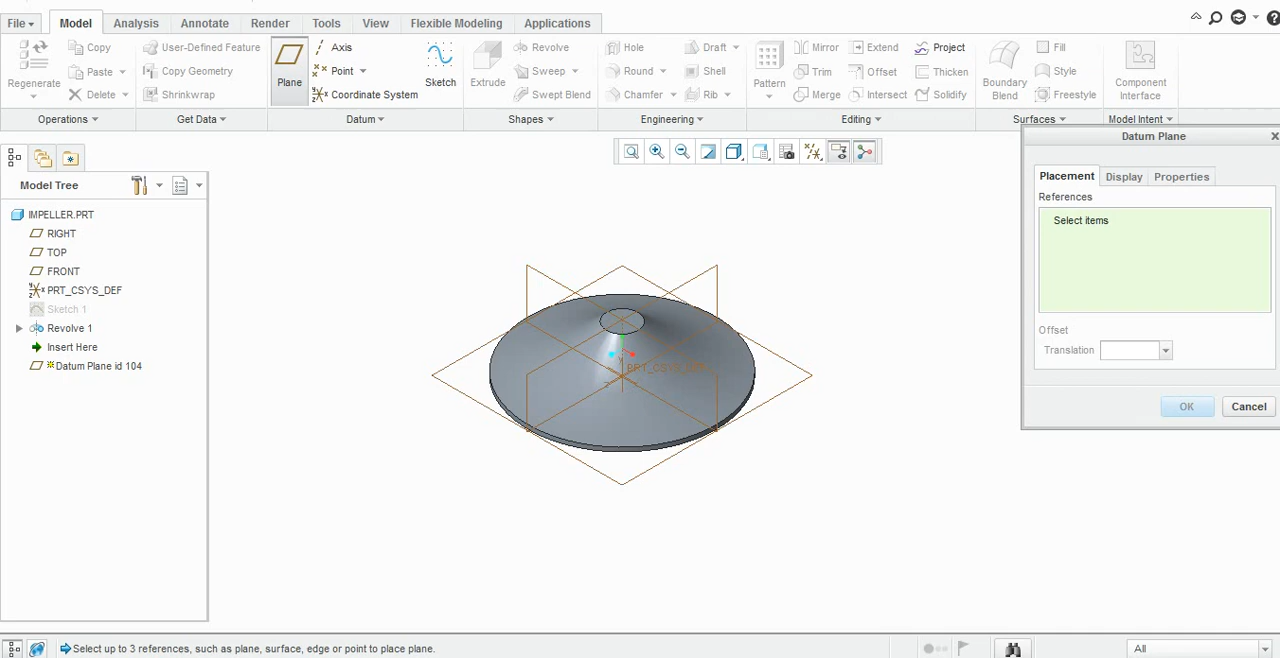 File
Model
Analysis
Annotate
Render
Tools
View
Flexible Modeling
Applications
Regenerate
Copy
Paste
Delete
User-Defined Feature
Copy Geometry
Shrinkwrap
Plane
Axis
Point
Coordinate System
Sketch
Extrude
Revolve
Sweep
Swept Blend
Hole
Round
Chamfer
Draft
Shell
Rib
Pattern
Mirror
Trim
Merge
Extend
Offset
Intersect
Project
Thicken
Solidify
Boundary
Blend
Fill
Style
Freestyle
Component
Interface
Operations
Get Data
Datum
Shapes
Engineering
Editing
Surfaces
Model Intent
Model Tree
IMPELLER.PRT
RIGHT
TOP
FRONT
PRT_CSYS_DEF
Sketch 1
Revolve 1
Insert Here
Datum Plane id 104
PRT_CSYS_DEF
Datum Plane
Placement
Display
Properties
References
Select items
Offset
Translation
OK
Cancel
Select up to 3 references, such as plane, surface, edge or point to place plane.
All